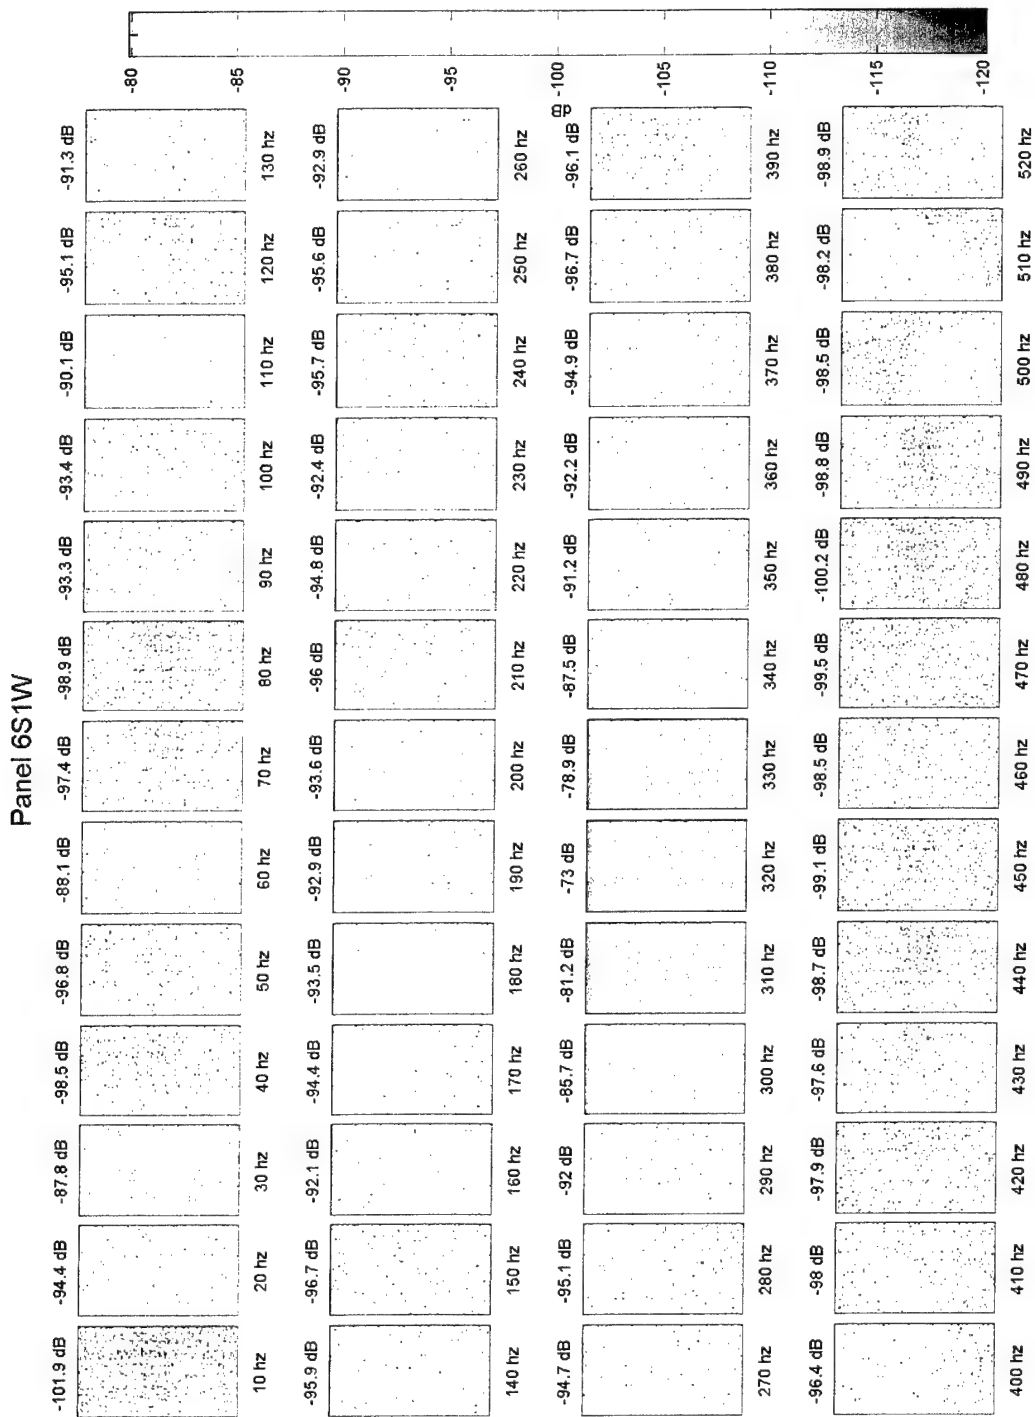 Panel 6S1W
-101.9 dB -94.4 dB -87.8 dB -98.5 dB -96.8 dB -88.1 dB -97.4 dB -98.9 dB -93.3 dB -93.4 dB -90.1 dB -95.1 dB -91.3 dB
10 hz 20 hz 30 hz 40 hz 50 hz 60 hz 70 hz 80 hz 90 hz 100 hz 110 hz 120 hz 130 hz
-95.9 dB -96.7 dB -92.1 dB -94.4 dB -93.5 dB -92.9 dB -93.6 dB -96 dB -94.8 dB -92.4 dB -95.7 dB -95.6 dB -92.9 dB
140 hz 150 hz 160 hz 170 hz 180 hz 190 hz 200 hz 210 hz 220 hz 230 hz 240 hz 250 hz 260 hz
-94.7 dB -95.1 dB -92 dB -85.7 dB -81.2 dB -73 dB -78.9 dB -87.5 dB -91.2 dB -92.2 dB -94.9 dB -96.7 dB -96.1 dB
270 hz 280 hz 290 hz 300 hz 310 hz 320 hz 330 hz 340 hz 350 hz 360 hz 370 hz 380 hz 390 hz
-96.4 dB -98 dB -97.9 dB -97.6 dB -98.7 dB -99.1 dB -98.5 dB -99.5 dB -100.2 dB -98.8 dB -98.5 dB -98.2 dB -98.9 dB
400 hz 410 hz 420 hz 430 hz 440 hz 450 hz 460 hz 470 hz 480 hz 490 hz 500 hz 510 hz 520 hz
-80
-85
-90
-95
-100
dB
-105
-110
-115
-120